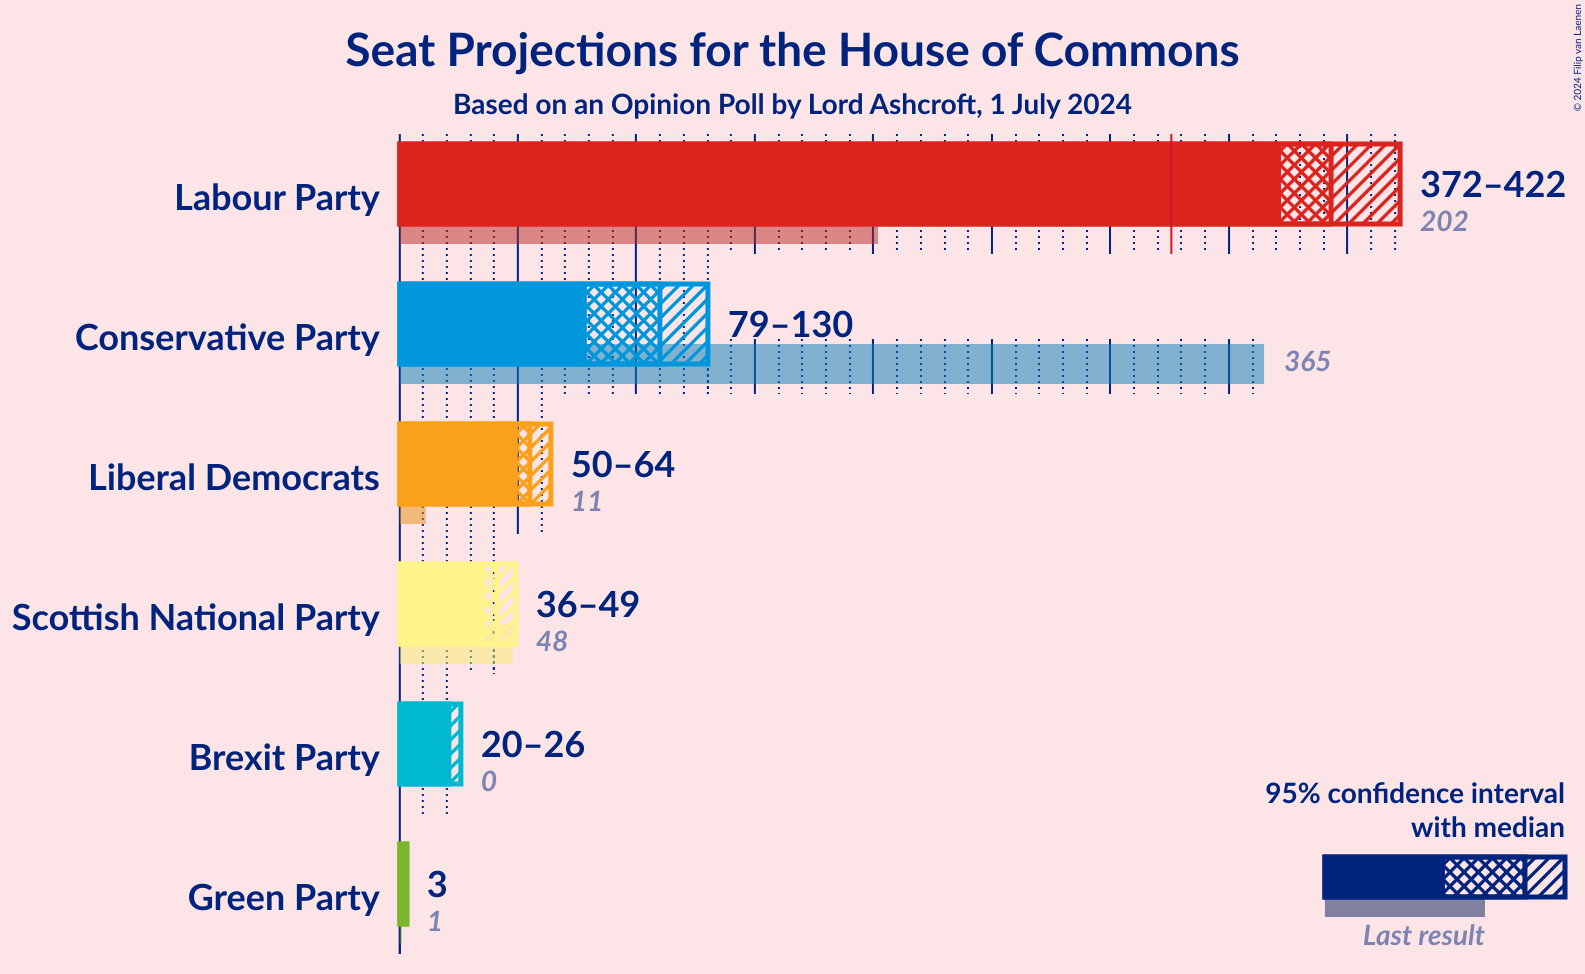 Seat Projections for the House of Commons
Based on an Opinion Poll by Lord Ashcroft, 1 July 2024
© 2024 Filip van Laenen
Labour Party
372–422
202
Conservative Party
79–130
365
Liberal Democrats
50–64
11
Scottish National Party
36–49
48
Brexit Party
20–26
0
Green Party
3
1
95% confidence interval
with median
Last result